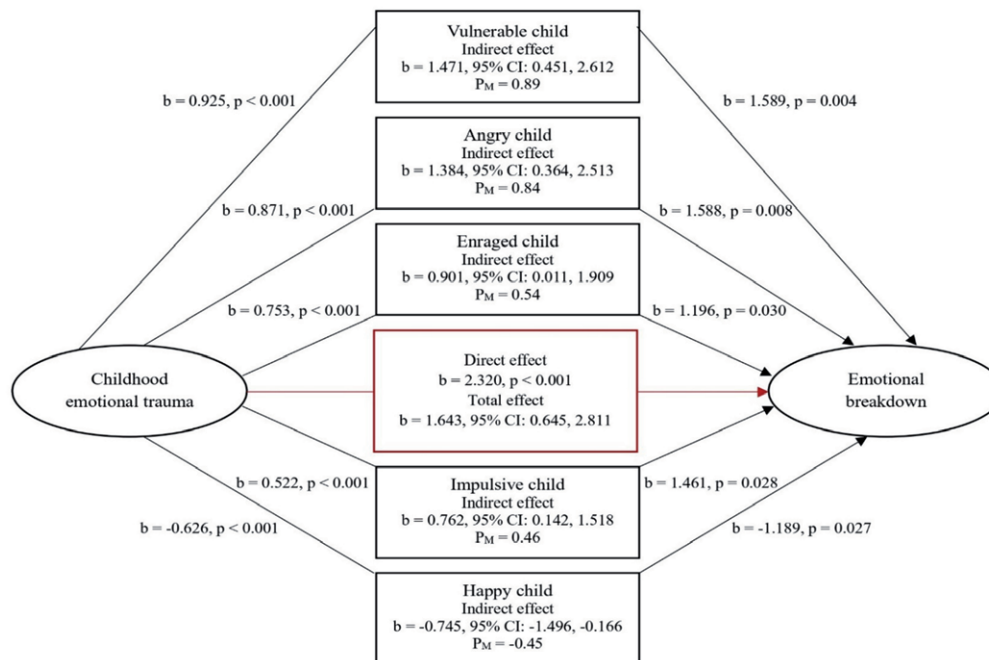 Vulnerable child
Indirect effect
b = 1.471, 95% CI: 0.451, 2.612
PM = 0.89
b = 0.925, p < 0.001
b = 1.589, p = 0.004
Angry child
Indirect effect
b = 1.384, 95% CI: 0.364, 2.513
PM = 0.84
b = 0.871, p < 0.001
b = 1.588, p = 0.008
Enraged child
Indirect effect
b = 0.901, 95% CI: 0.011, 1.909
PM = 0.54
b = 0.753, p < 0.001
b = 1.196, p = 0.030
Childhood
emotional trauma
Direct effect
b = 2.320, p < 0.001
Total effect
b = 1.643, 95% CI: 0.645, 2.811
Emotional
breakdown
Impulsive child
Indirect effect
b = 0.762, 95% CI: 0.142, 1.518
PM = 0.46
b = 0.522, p < 0.001
b = 1.461, p = 0.028
b = -0.626, p < 0.001
b = -1.189, p = 0.027
Happy child
Indirect effect
b = -0.745, 95% CI: -1.496, -0.166
PM = -0.45